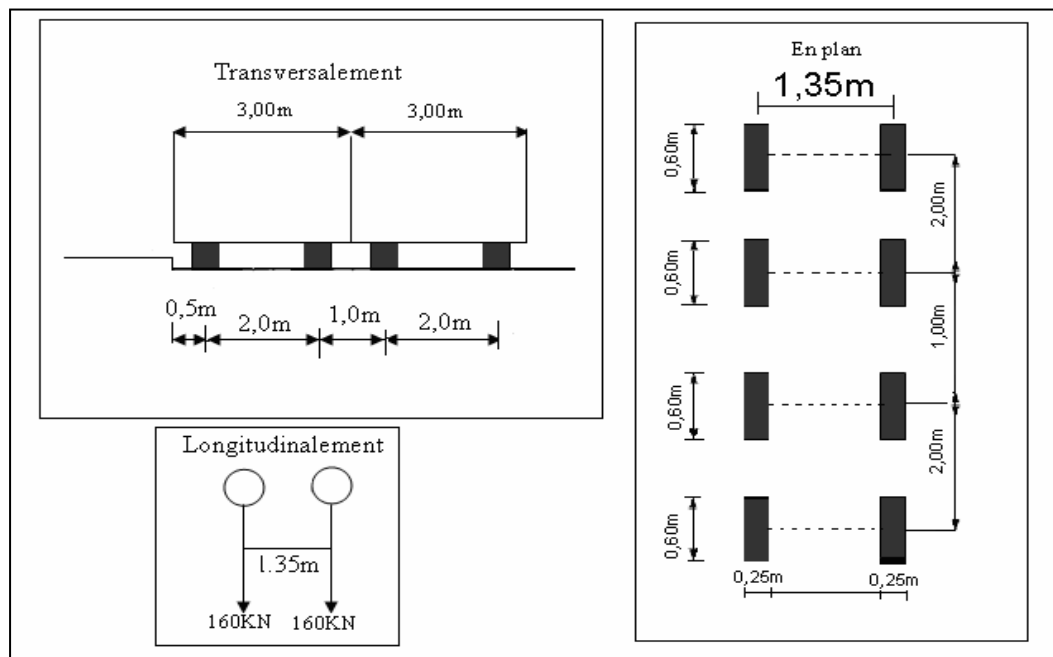 Transversalement
3,00m 3,00m
0,5m 2,0m 1,0m 2,0m
Longitudinalement
1.35m
160KN 160KN
En plan
1,35m
0,60m
2,00m
0,60m
1,00m
0,60m
2,00m
0,60m
0,25m 0,25m